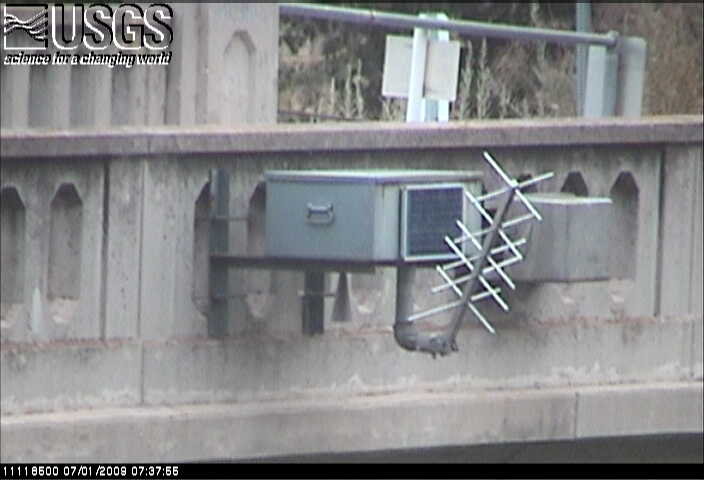 USGS
science for a changing world
11118500 07/01/2009 07:37:55